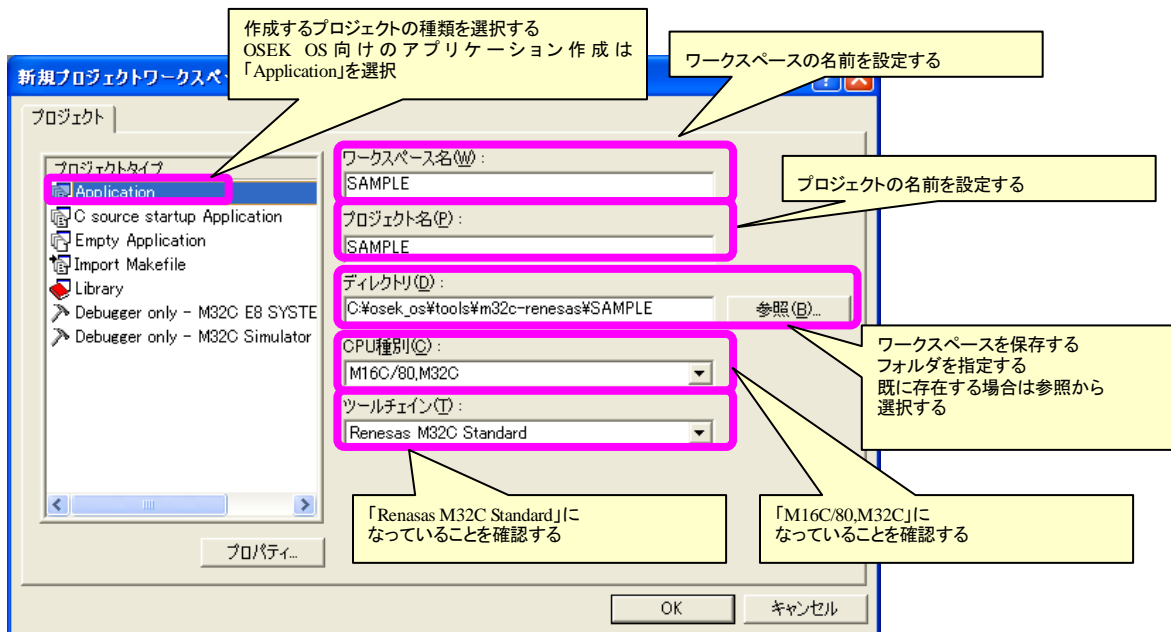 作成するプロジェクトの種類を選択する
OSEK OS向けのアプリケーション作成は
「Application」を選択
ワークスペースの名前を設定する
新規プロジェクトワークスペ
プロジェクト
プロジェクトタイプ
Application
C source startup Application
Empty Application
Import Makefile
Library
Debugger only - M32C E8 SYSTE
Debugger only - M32C Simulator
プロパティ...
ワークスペース名(W):
SAMPLE
プロジェクトの名前を設定する
プロジェクト名(P):
SAMPLE
ディレクトリ(D):
C:¥osek_os¥tools¥m32c-renesas¥SAMPLE
参照(B)...
ワークスペースを保存する
フォルダを指定する
既に存在する場合は参照から
選択する
CPU種別(C):
M16C/80,M32C
ツールチェイン(T):
Renesas M32C Standard
「Renasas M32C Standard」に
なっていることを確認する
「M16C/80,M32C」に
なっていることを確認する
OK
キャンセル